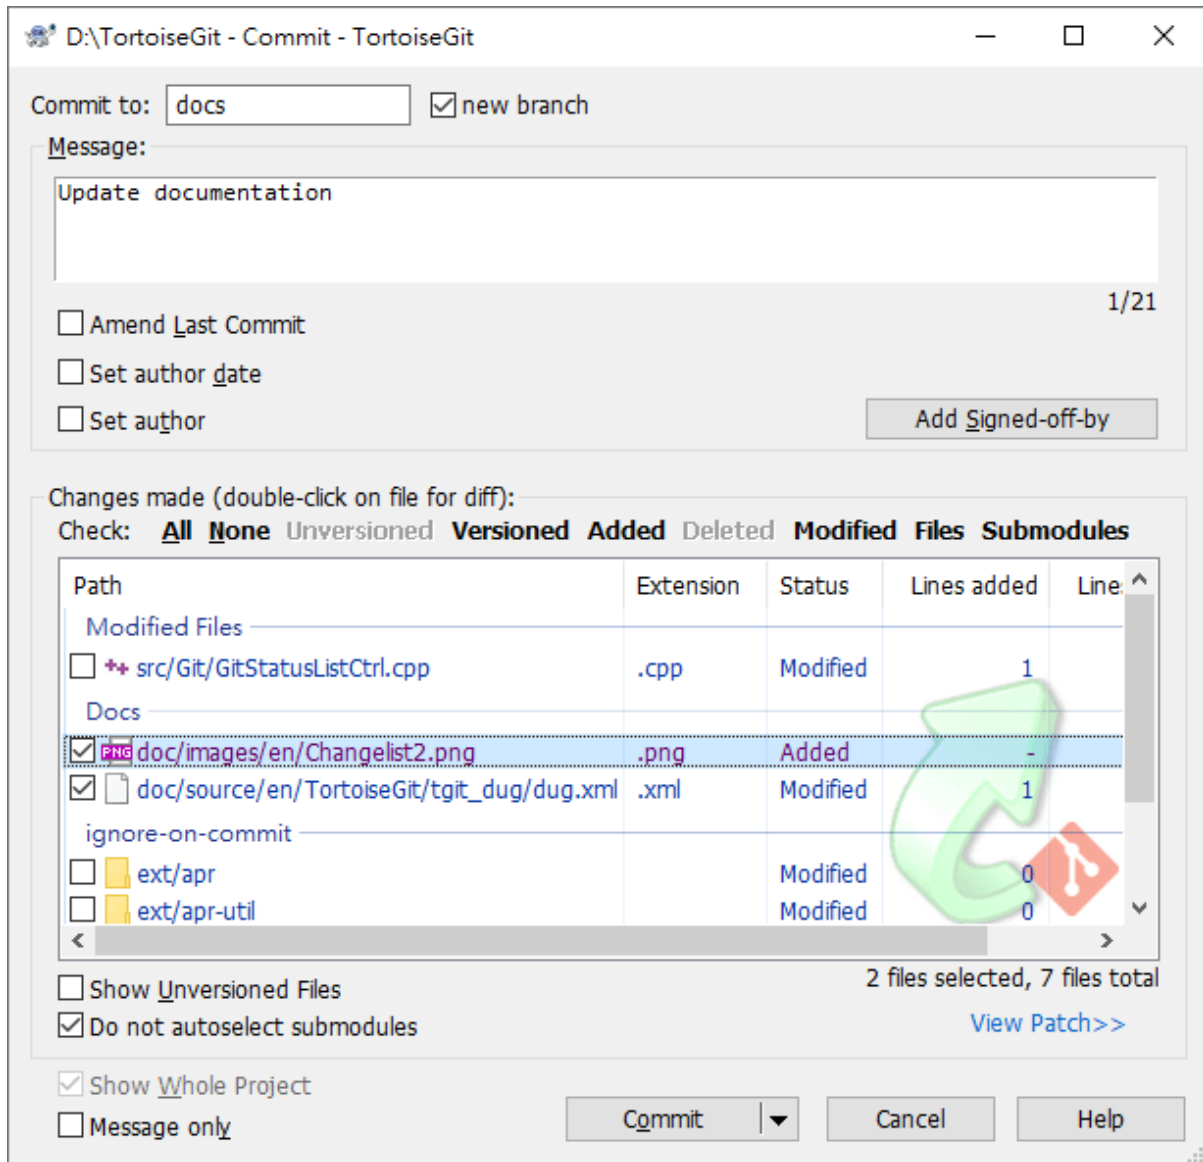 D:\TortoiseGit - Commit - TortoiseGit
Commit to: docs new branch
Message:
Update documentation
1/21
Amend Last Commit
Set author date
Set author Add Signed-off-by
Changes made (double-click on file for diff):
Check: All None Unversioned Versioned Added Deleted Modified Files Submodules
Path Extension Status Lines added Line
Modified Files
src/Git/GitStatusListCtrl.cpp .cpp Modified 1
Docs
PNG doc/images/en/Changelist2.png .png Added -
doc/source/en/TortoiseGit/tgit_dug/dug.xml .xml Modified 1
ignore-on-commit
ext/apr Modified 0
ext/apr-util Modified 0
Show Unversioned Files 2 files selected, 7 files total
Do not autoselect submodules View Patch>>
Show Whole Project
Message only Commit Cancel Help